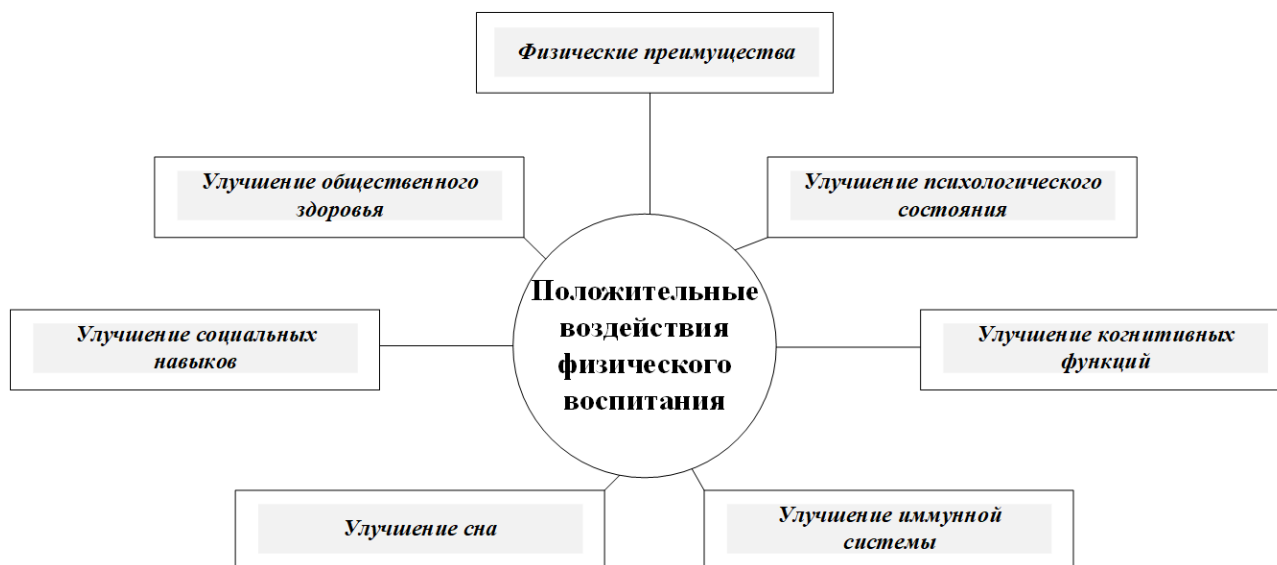 Физические преимущества
Улучшение общественного
здоровья
Улучшение психологического
состояния
Положительные
воздействия
физического
воспитания
Улучшение социальных
навыков
Улучшение когнитивных
функций
Улучшение сна
Улучшение иммунной
системы